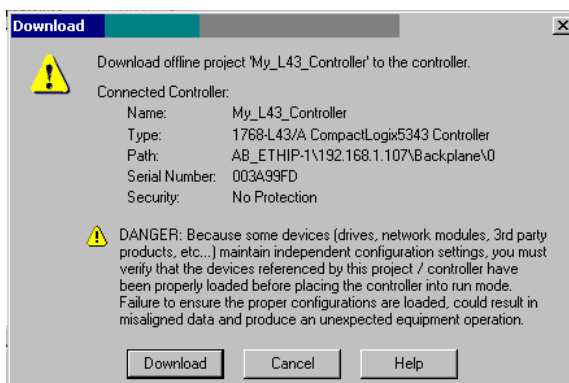 Download
Download offline project 'My_L43_Controller' to the controller.
Connected Controller:
Name: My_L43_Controller
Type: 1768-L43/A CompactLogix5343 Controller
Path: AB_ETHIP-1\192.168.1.107\Backplane\0
Serial Number: 003A99FD
Security: No Protection
DANGER: Because some devices (drives, network modules, 3rd party
products, etc...) maintain independent configuration settings, you must
verify that the devices referenced by this project / controller have
been properly loaded before placing the controller into run mode.
Failure to ensure the proper configurations are loaded, could result in
misaligned data and produce an unexpected equipment operation.
Download Cancel Help